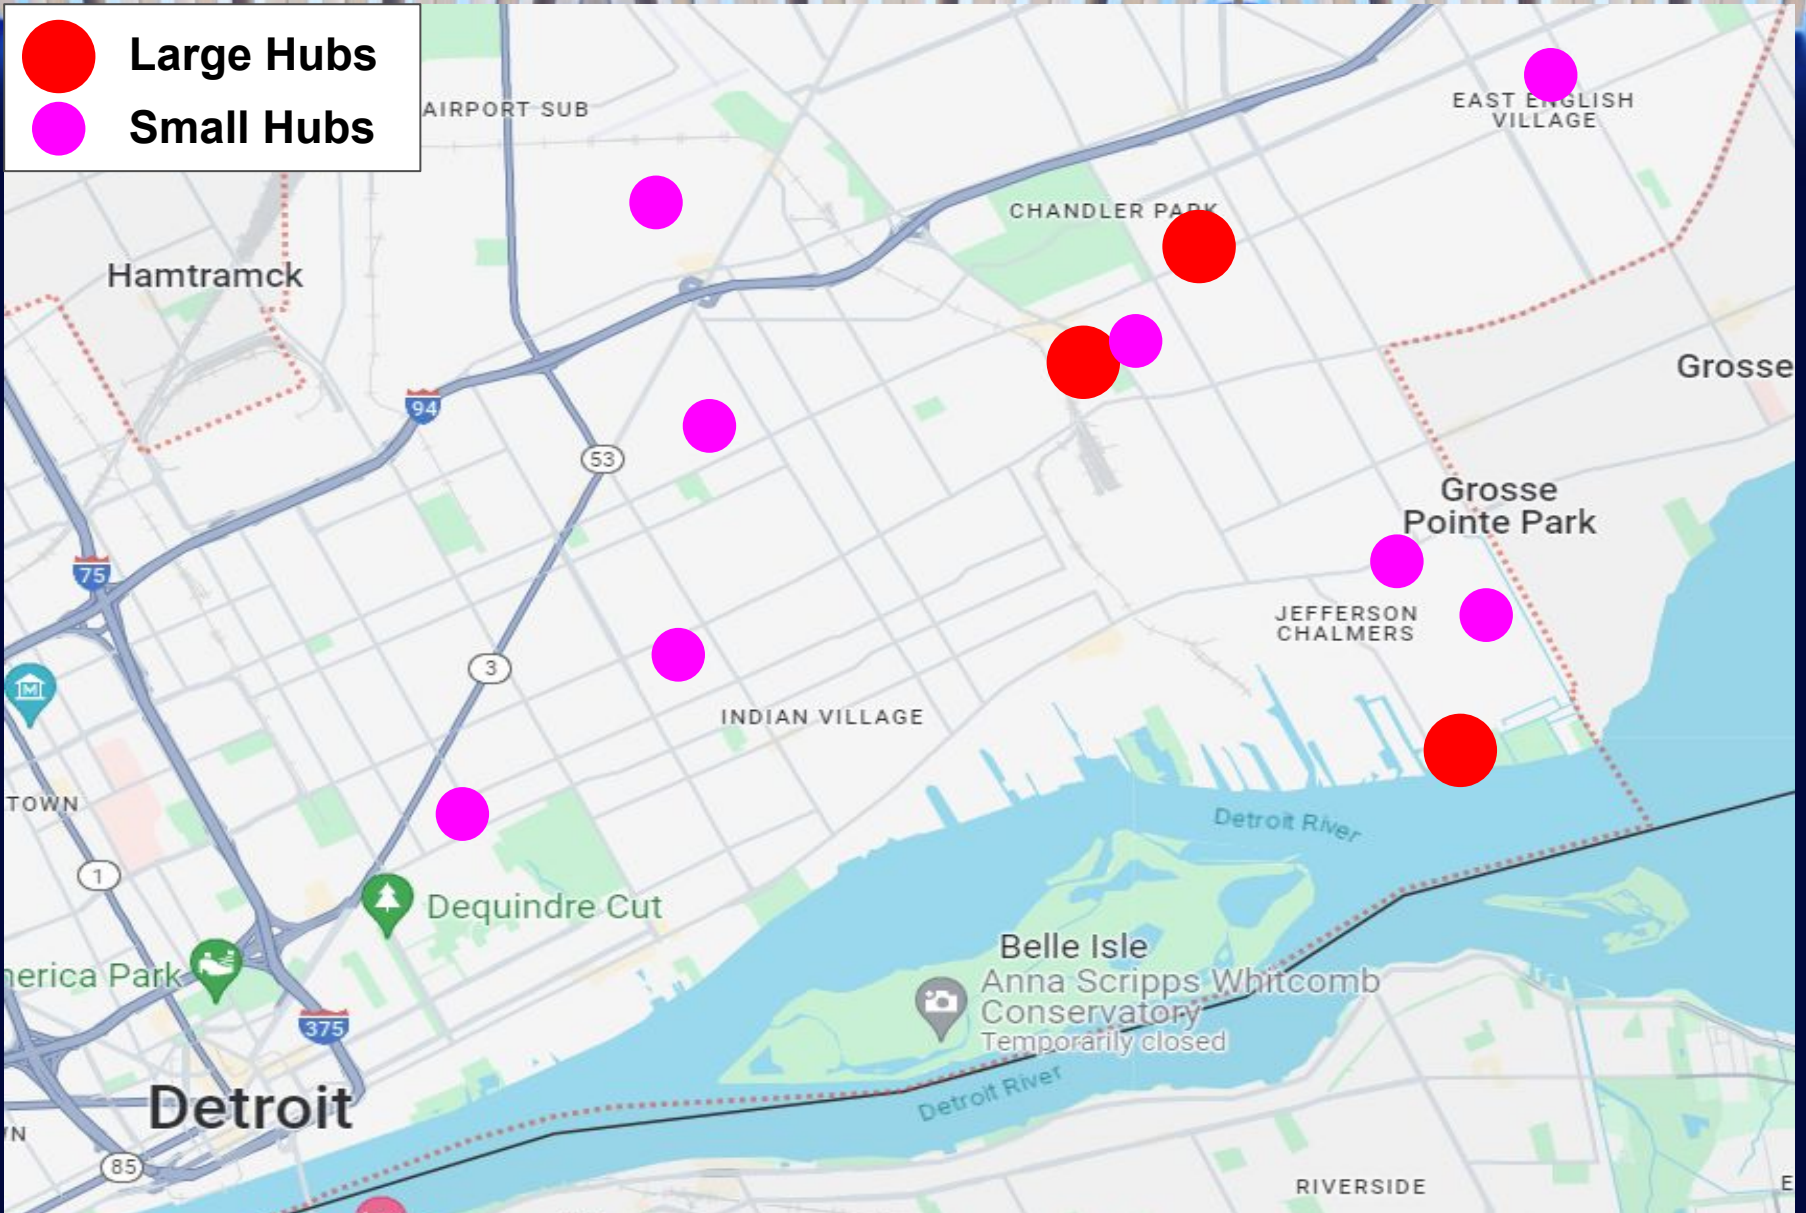 Large Hubs
Small Hubs
AIRPORT SUB
EAST ENGLISH
VILLAGE
CHANDLER PARK
Hamtramck
Grosse
94
53
Grosse
Pointe Park
75
JEFFERSON
CHALMERS
3
INDIAN VILLAGE
TOWN
Detroit River
1
Dequindre Cut
Belle Isle
Anna Scripps Whitcomb
Conservatory
Temporarily closed
nerica Park
375
Detroit River
Detroit
85
RIVERSIDE